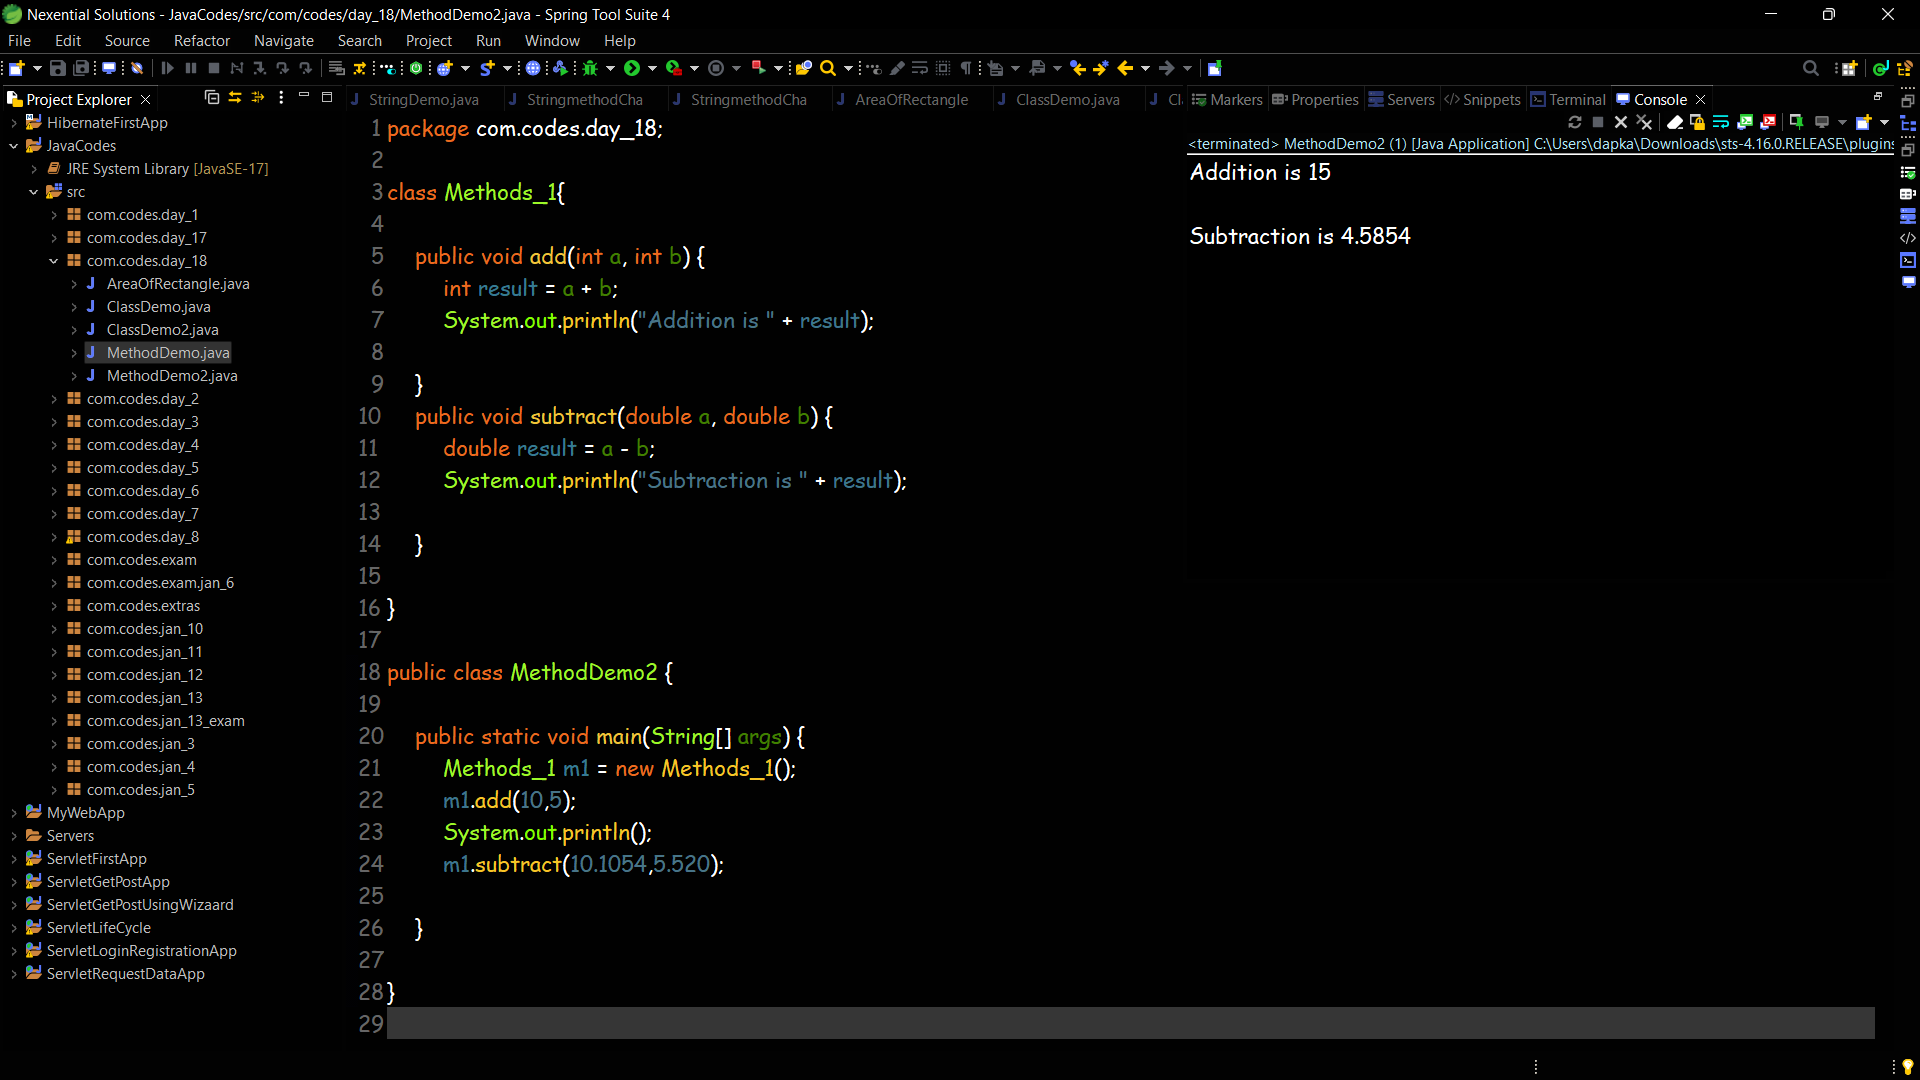 Nexential Solutions - JavaCodes/src/com/codes/day_18/MethodDemo2.java - Spring Tool Suite 4
File Edit Source Refactor Navigate Search Project Run Window Help
Project Explorer
HibernateFirstApp
JavaCodes
JRE System Library [JavaSE-17]
src
com.codes.day_1
com.codes.day_17
com.codes.day_18
AreaOfRectangle.java
ClassDemo.java
ClassDemo2.java
MethodDemo.java
MethodDemo2.java
com.codes.day_2
com.codes.day_3
com.codes.day_4
com.codes.day_5
com.codes.day_6
com.codes.day_7
com.codes.day_8
com.codes.exam
com.codes.exam.jan_6
com.codes.extras
com.codes.jan_10
com.codes.jan_11
com.codes.jan_12
com.codes.jan_13
com.codes.jan_13_exam
com.codes.jan_3
com.codes.jan_4
com.codes.jan_5
MyWebApp
Servers
ServletFirstApp
ServletGetPostApp
ServletGetPostUsingWizaard
ServletLifeCycle
ServletLoginRegistrationApp
ServletRequestDataApp
StringDemo.java StringmethodCha StringmethodCha AreaOfRectangle ClassDemo.java Cl
1 package com.codes.day_18;
2
3 class Methods_1{
4
5 public void add(int a, int b) {
6 int result = a + b;
7 System.out.println("Addition is " + result);
8
9 }
10 public void subtract(double a, double b) {
11 double result = a - b;
12 System.out.println("Subtraction is " + result);
13
14 }
15
16 }
17
18 public class MethodDemo2 {
19
20 public static void main(String[] args) {
21 Methods_1 m1 = new Methods_1();
22 m1.add(10,5);
23 System.out.println();
24 m1.subtract(10.1054,5.520);
25
26 }
27
28 }
29
Markers Properties Servers Snippets Terminal Console
<terminated> MethodDemo2 (1) [Java Application] C:\Users\dapka\Downloads\sts-4.16.0.RELEASE\plugins
Addition is 15
Subtraction is 4.5854